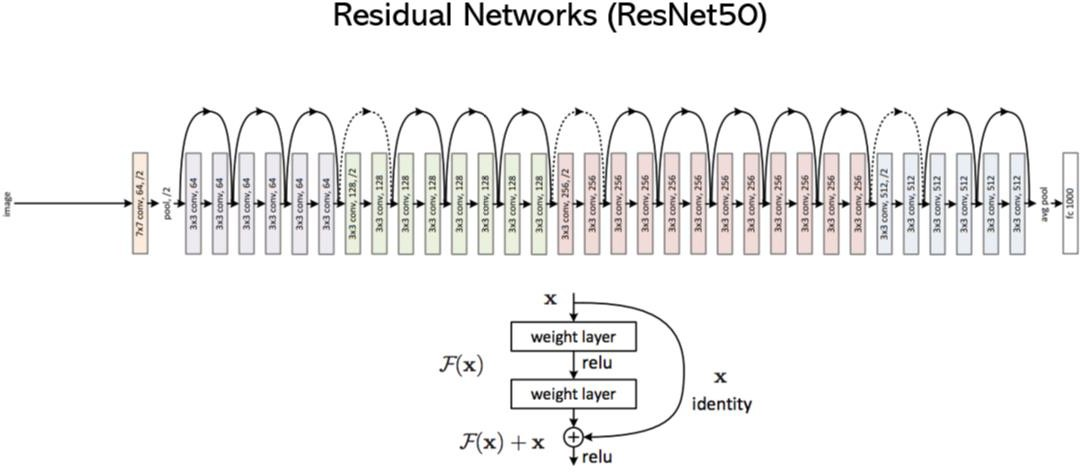 Residual Networks (ResNet50)
image
7x7 conv, 64, /2
pool, /2
3x3 conv, 64
3x3 conv, 64
3x3 conv, 64
3x3 conv, 64
3x3 conv, 64
3x3 conv, 64
3x3 conv, 128, /2
3x3 conv, 128
3x3 conv, 128
3x3 conv, 128
3x3 conv, 128
3x3 conv, 128
3x3 conv, 128
3x3 conv, 128
3x3 conv, 256, /2
3x3 conv, 256
3x3 conv, 256
3x3 conv, 256
3x3 conv, 256
3x3 conv, 256
3x3 conv, 256
3x3 conv, 256
3x3 conv, 256
3x3 conv, 256
3x3 conv, 256
3x3 conv, 256
3x3 conv, 512, /2
3x3 conv, 512
3x3 conv, 512
3x3 conv, 512
3x3 conv, 512
3x3 conv, 512
avg pool
fc 1000
x
weight layer
F(x)
relu
weight layer
x
identity
F(x) + x
+
relu